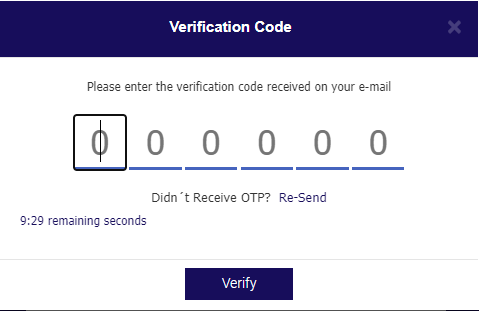 Verification Code ×
Please enter the verification code received on your e-mail
0 0 0 0 0 0
Didn´t Receive OTP? Re-Send
9:29 remaining seconds
Verify